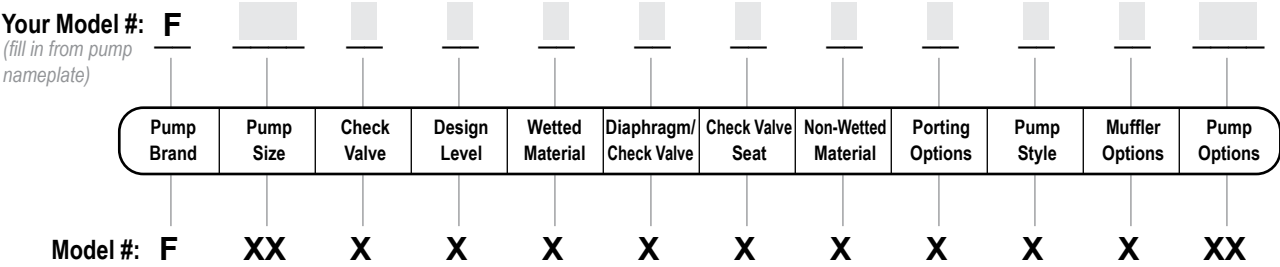 Your Model #: F
(fill in from pump
nameplate)
Pump Pump Check Design Wetted Diaphragm/ Check Valve Non-Wetted Porting Pump Muffler Pump
Brand Size Valve Level Material Check Valve Seat Material Options Style Options Options
Model #: F XX X X X X X X X X X XX